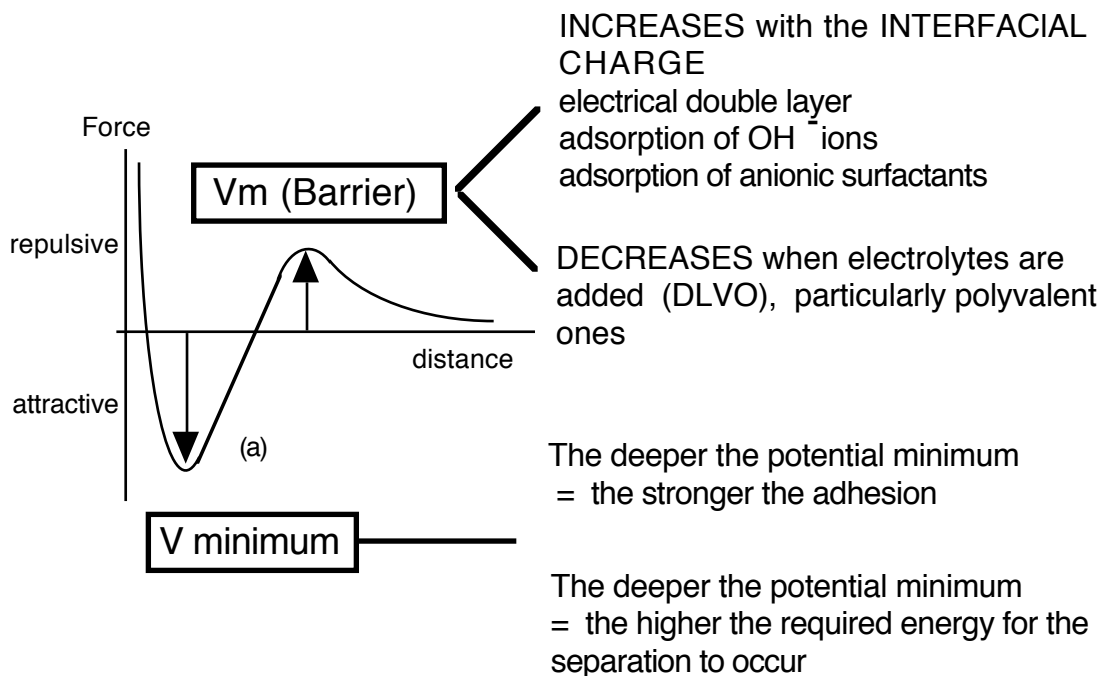 INCREASES with the INTERFACIAL
CHARGE
electrical double layer
adsorption of OH⁻ ions
adsorption of anionic surfactants
Force
Vm (Barrier)
repulsive
DECREASES when electrolytes are
added (DLVO), particularly polyvalent
ones
distance
attractive
(a)
The deeper the potential minimum
= the stronger the adhesion
V minimum
The deeper the potential minimum
= the higher the required energy for the
separation to occur